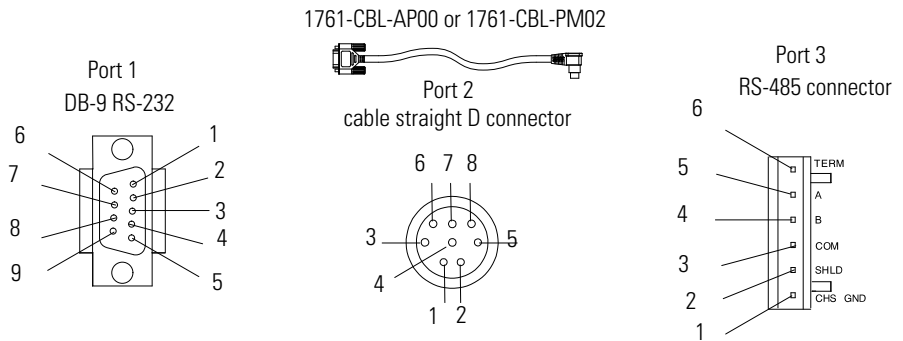 1761-CBL-AP00 or 1761-CBL-PM02
Port 1
DB-9 RS-232
6
7
8
9
1
2
3
4
5
Port 2
cable straight D connector
6 7 8
3
5
4
1 2
Port 3
RS-485 connector
6
5
4
3
2
1
TERM
A
B
COM
SHLD
CHS GND